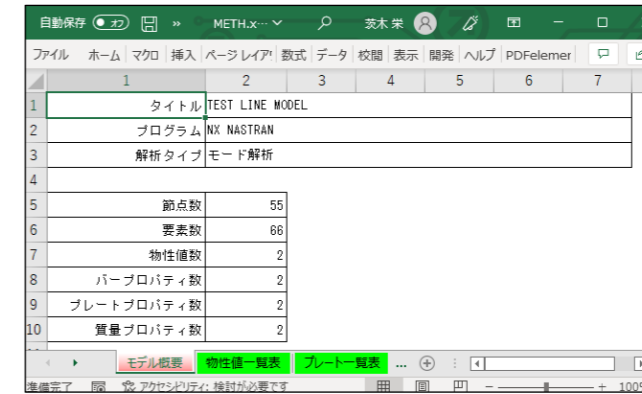 自動保存 オフ » METH.x… 茨木 栄
ファイル ホーム マクロ 挿入 ページ レイアウ 数式 データ 校閲 表示 開発 ヘルプ PDFelemer
1 2 3 4 5 6 7
1 タイトル TEST LINE MODEL
2 プログラム NX NASTRAN
3 解析タイプ モード解析
4
5 節点数 55
6 要素数 66
7 物性値数 2
8 バープロパティ数 2
9 プレートプロパティ数 2
10 質量プロパティ数 2
モデル概要 物性値一覧表 プレート一覧表 ...
準備完了 アクセシビリティ: 検討が必要です 100%